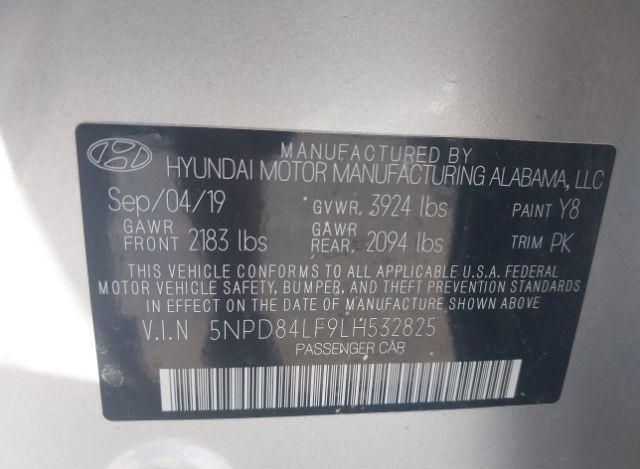 MANUFACTURED BY
HYUNDAI MOTOR MANUFACTURING ALABAMA, LLC
Sep/04/19 GVWR. 3924 lbs PAINT Y8
GAWR FRONT 2183 lbs GAWR REAR. 2094 lbs TRIM PK
THIS VEHICLE CONFORMS TO ALL APPLICABLE U.S.A. FEDERAL
MOTOR VEHICLE SAFETY, BUMPER, AND THEFT PREVENTION STANDARDS
IN EFFECT ON THE DATE OF MANUFACTURE SHOWN ABOVE
V.I.N 5NPD84LF9LH532825
PASSENGER CAR